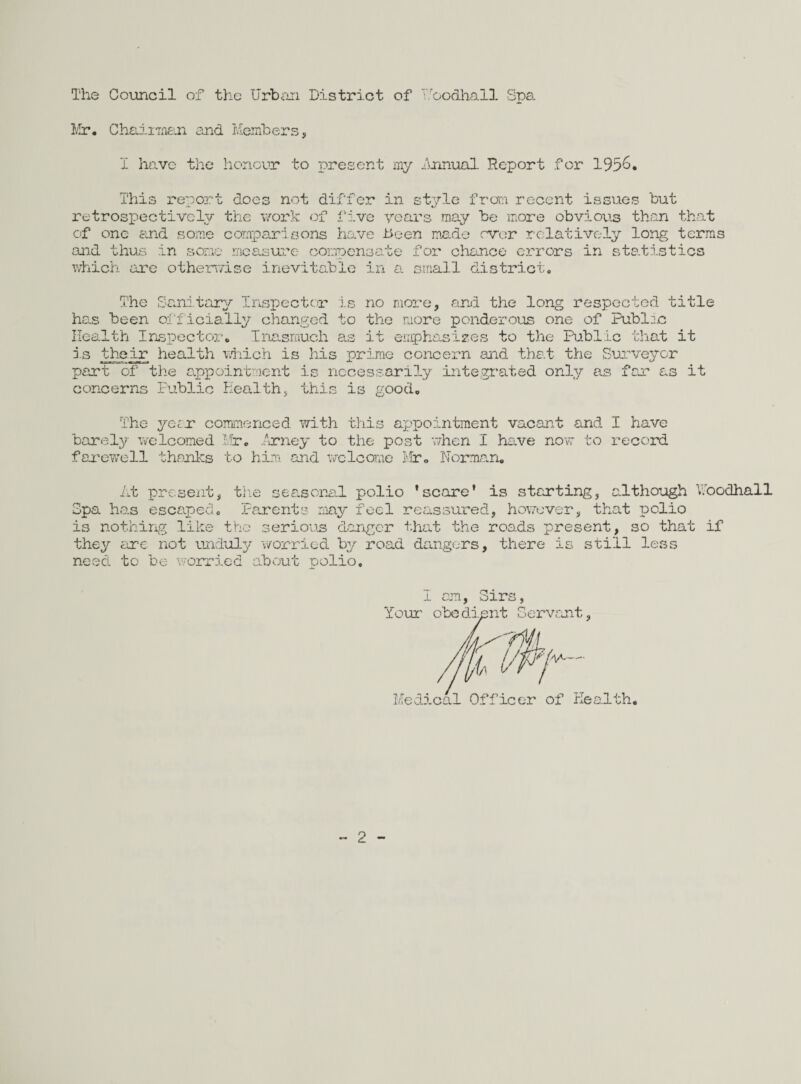 The Council of the Urban District of Woodhall Spa
Mr. Chairman and Members,
I have the honour to present my Annual Report for 1956.
This report does not differ in style from recent issues but
retrospectively the work of five years may be more obvious than that
of one and some comparisons have been made over relatively long terms
and thus in some measure compensate for chance errors in statistics
which are otherwise inevitable in a small district.
The Sanitary Inspector is no more, and the long respected title
has been officially changed to the more ponderous one of Public
Health Inspector. Inasmuch as it emphasizes to the Public that it
is their health which is his prime concern and that the Surveyor
part of the appointment is necessarily integrated only as far as it
concerns Public Health, this is good.
The year commenced with this appointment vacant and I have
barely welcomed Mr. Arney to the post when I have now to record
farewell thanks to him and welcome Mr. Norman.
At present, the seasonal polio 'scare' is starting, although Woodhall
Spa has escaped. Parents may feel reassured, however, that polio
is nothing like the serious danger that the roads present, so that if
they are not unduly worried by road dangers, there is still less
need to be worried about polio.
I am, Sirs,
Your obedient Servant,
Medical Officer of Health.
- 2 -